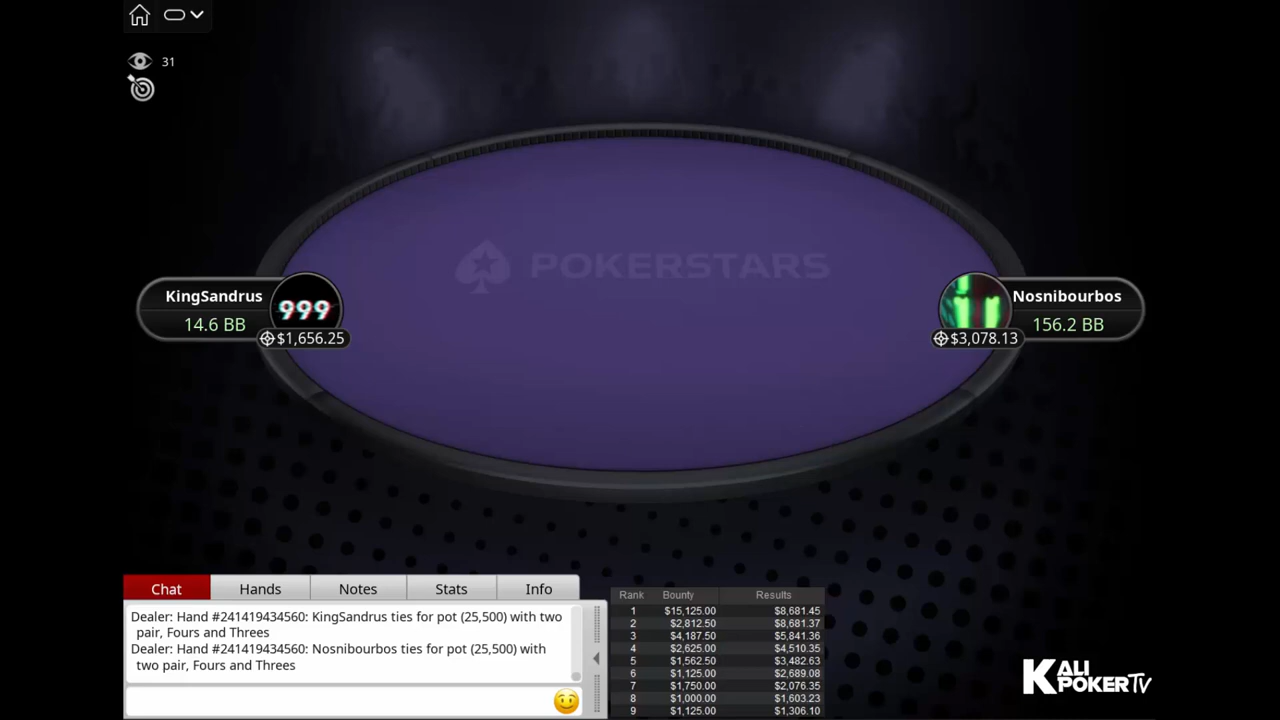 31
POKERSTARS
KingSandrus
14.6 BB
$1,656.25
999
Nosnibourbos
156.2 BB
$3,078.13
Chat Hands Notes Stats Info
Dealer: Hand #241419434560: KingSandrus ties for pot (25,500) with two
pair, Fours and Threes
Dealer: Hand #241419434560: Nosnibourbos ties for pot (25,500) with
two pair, Fours and Threes
Rank Bounty Results
1 $15,125.00 $8,681.45
2 $2,812.50 $8,681.37
3 $4,187.50 $5,841.36
4 $2,625.00 $4,510.35
5 $1,562.50 $3,482.63
6 $1,125.00 $2,689.08
7 $1,750.00 $2,076.35
8 $1,000.00 $1,603.23
9 $1,125.00 $1,306.10
KALI
POKERTV